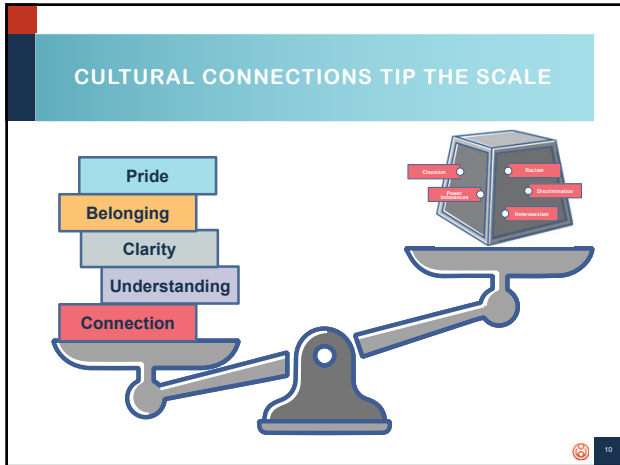 CULTURAL CONNECTIONS TIP THE SCALE
Pride
Belonging
Clarity
Understanding
Connection
Classism
Power
Imbalances
Racism
Discrimination
Heterosexism
10